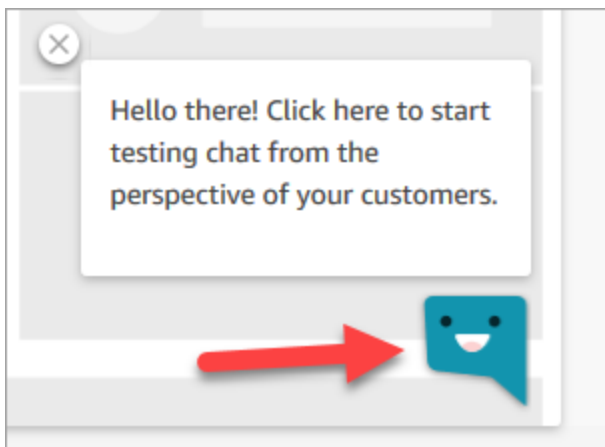 Hello there! Click here to start
testing chat from the
perspective of your customers.